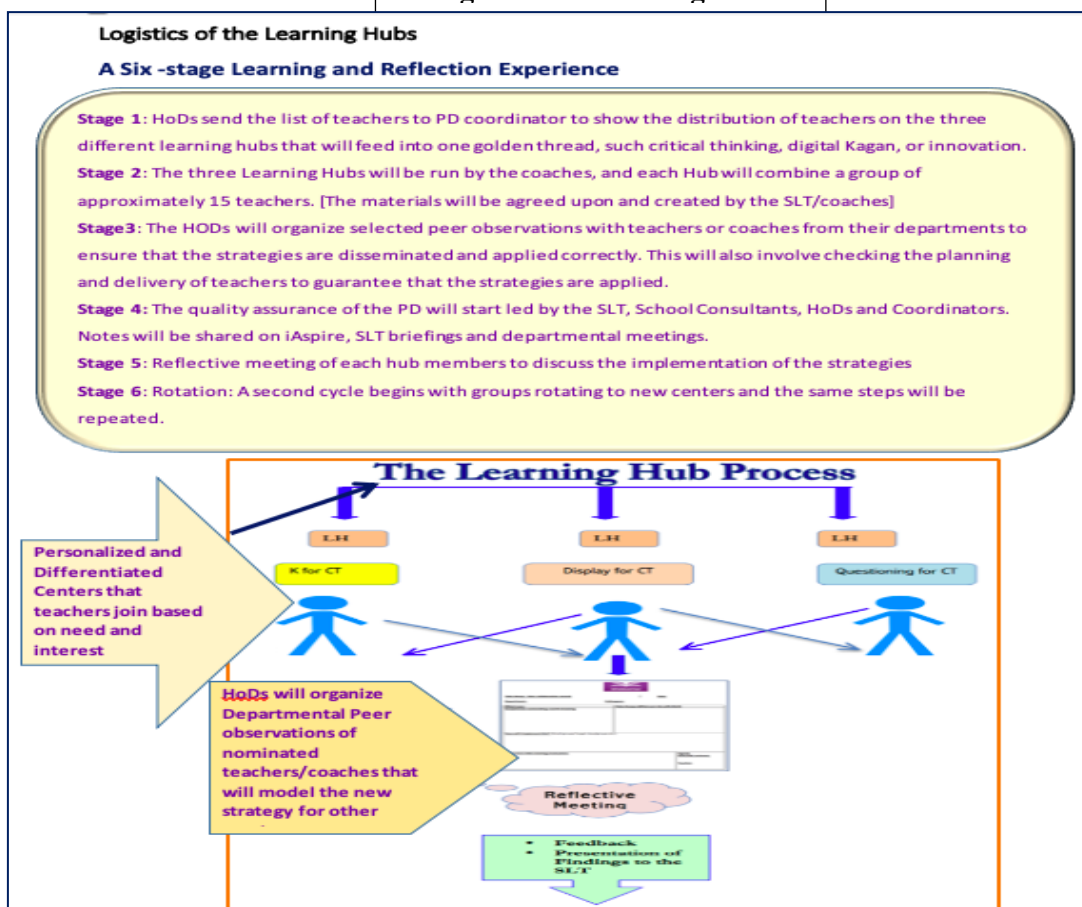 Logistics of the Learning Hubs
A Six -stage Learning and Reflection Experience
Stage 1: HoDs send the list of teachers to PD coordinator to show the distribution of teachers on the three
different learning hubs that will feed into one golden thread, such critical thinking, digital Kagan, or innovation.
Stage 2: The three Learning Hubs will be run by the coaches, and each Hub will combine a group of
approximately 15 teachers. [The materials will be agreed upon and created by the SLT/coaches]
Stage3: The HODs will organize selected peer observations with teachers or coaches from their departments to
ensure that the strategies are disseminated and applied correctly. This will also involve checking the planning
and delivery of teachers to guarantee that the strategies are applied.
Stage 4: The quality assurance of the PD will start led by the SLT, School Consultants, HoDs and Coordinators.
Notes will be shared on iAspire, SLT briefings and departmental meetings.
Stage 5: Reflective meeting of each hub members to discuss the implementation of the strategies
Stage 6: Rotation: A second cycle begins with groups rotating to new centers and the same steps will be
repeated.
The Learning Hub Process
LH LH LH
K for CT Display for CT Questioning for CT
Personalized and
Differentiated
Centers that
teachers join based
on need and
interest
HoDs will organize
Departmental Peer
observations of
nominated
teachers/coaches that
will model the new
strategy for other
Reflective
Meeting
• Feedback
• Presentation of
Findings to the
SLT